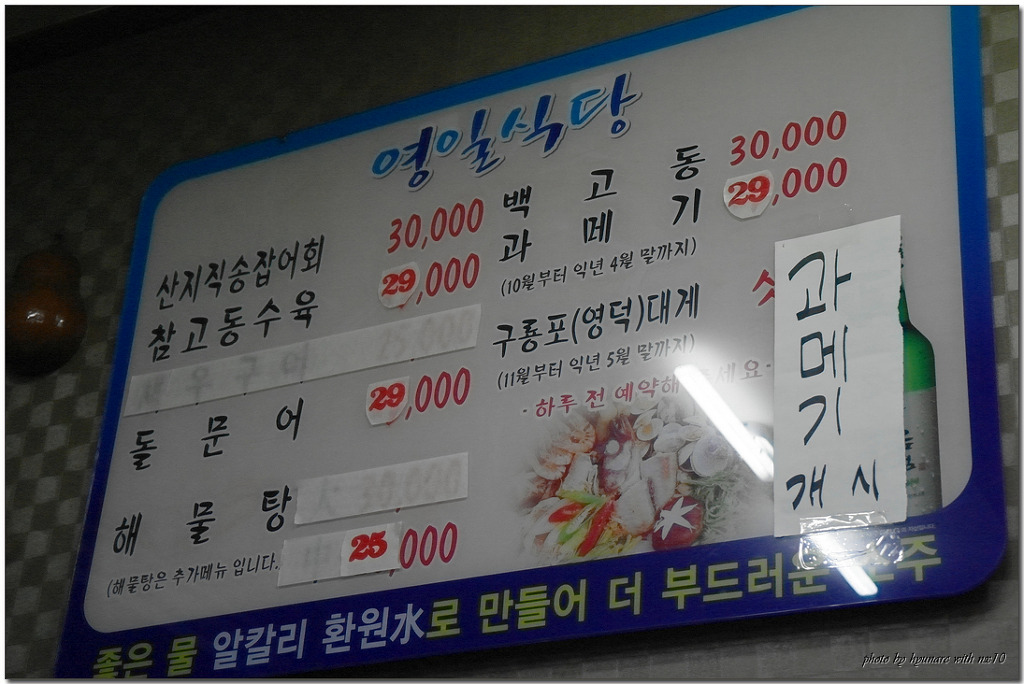 영일식당
산지직송잡어회 30,000
참고동수육 29,000
돌문어 29,000
해물탕
25,000
(해물탕은 추가메뉴 입니다.
백고동 30,000
과메기 29,000
(10월부터 익년 4월 말까지)
구룡포(영덕)대게
(11월부터 익년 5월 말까지)
·하루 전 예약해 세요·
과메기
개시
좋은 물 알칼리 환원水로 만들어 더 부드러운 소주
photo by hyunare with nx10